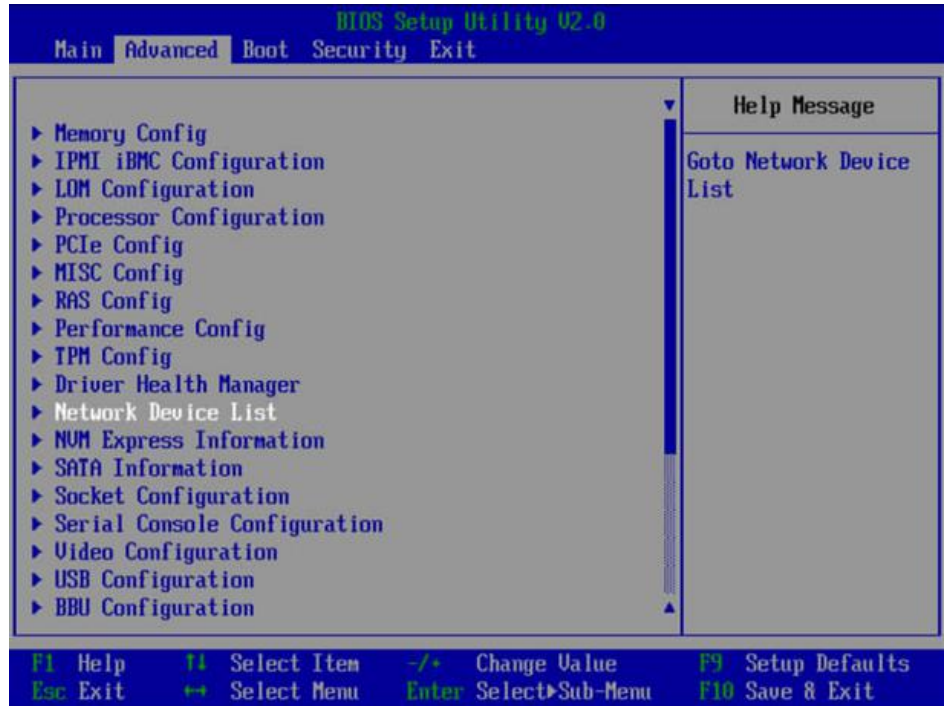 BIOS Setup Utility V2.0
Main Advanced Boot Security Exit
Help Message
Memory Config
IPMI iBMC Configuration
Goto Network Device
LOM Configuration
List
Processor Configuration
PCIe Config
MISC Config
RAS Config
Performance Config
TPM Config
Driver Health Manager
Network Device List
NVM Express Information
SATA Information
Socket Configuration
Serial Console Configuration
Video Configuration
USB Configuration
BBU Configuration
F1 Help ↑↓ Select Item -/+ Change Value F9 Setup Defaults
Esc Exit ↔ Select Menu Enter Select▶Sub-Menu F10 Save & Exit